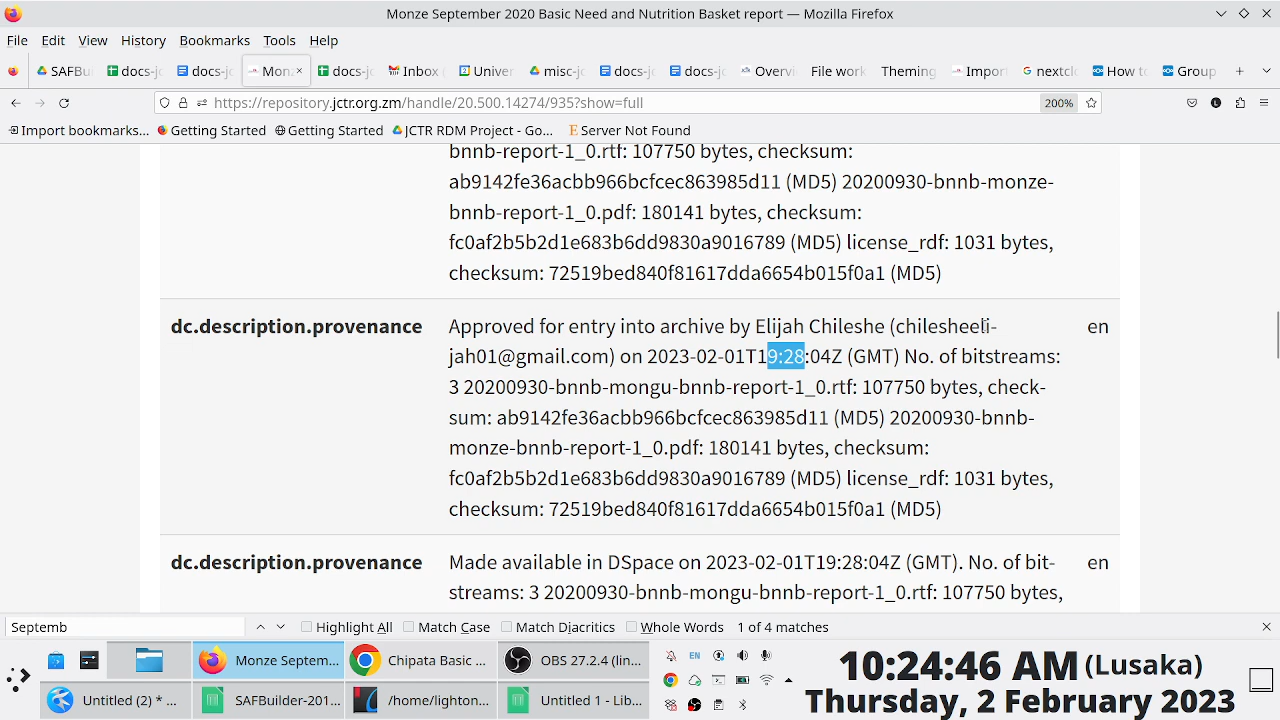 Monze September 2020 Basic Need and Nutrition Basket report — Mozilla Firefox
File Edit View History Bookmarks Tools Help
SAFBui docs-jc docs-jc Monz docs-jc Inbox ( Univer misc-jc docs-jc docs-jc Overvi File work Theming Import nextclo How to Group
https://repository.jctr.org.zm/handle/20.500.14274/935?show=full 200%
Import bookmarks... Getting Started Getting Started JCTR RDM Project - Go... Server Not Found
bnnb-report-1_0.rtf: 107750 bytes, checksum:
ab9142fe36acbb966bcfcec863985d11 (MD5) 20200930-bnnb-monze-
bnnb-report-1_0.pdf: 180141 bytes, checksum:
fc0af2b5b2d1e683b6dd9830a9016789 (MD5) license_rdf: 1031 bytes,
checksum: 72519bed840f81617dda6654b015f0a1 (MD5)
dc.description.provenance Approved for entry into archive by Elijah Chileshe (chilesheeli- en
jah01@gmail.com) on 2023-02-01T19:28:04Z (GMT) No. of bitstreams:
3 20200930-bnnb-mongu-bnnb-report-1_0.rtf: 107750 bytes, check-
sum: ab9142fe36acbb966bcfcec863985d11 (MD5) 20200930-bnnb-
monze-bnnb-report-1_0.pdf: 180141 bytes, checksum:
fc0af2b5b2d1e683b6dd9830a9016789 (MD5) license_rdf: 1031 bytes,
checksum: 72519bed840f81617dda6654b015f0a1 (MD5)
dc.description.provenance Made available in DSpace on 2023-02-01T19:28:04Z (GMT). No. of bit- en
streams: 3 20200930-bnnb-mongu-bnnb-report-1_0.rtf: 107750 bytes,
Septemb Highlight All Match Case Match Diacritics Whole Words 1 of 4 matches
Monze Septem... Chipata Basic ... OBS 27.2.4 (lin... EN 10:24:46 AM (Lusaka)
Untitled (2) * ... SAFBuilder-201... /home/lighton... Untitled 1 - Lib... Thursday, 2 February 2023